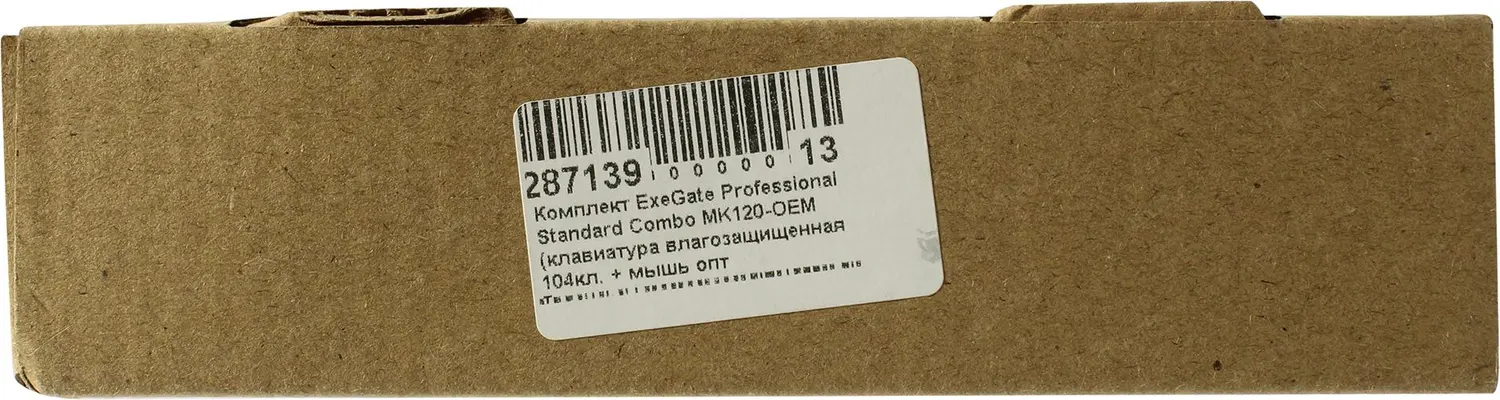 287139 00000 13
Комплект ExeGate Professional
Standard Combo MK120-OEM
(клавиатура влагозащищенная
104кл. + мышь опт